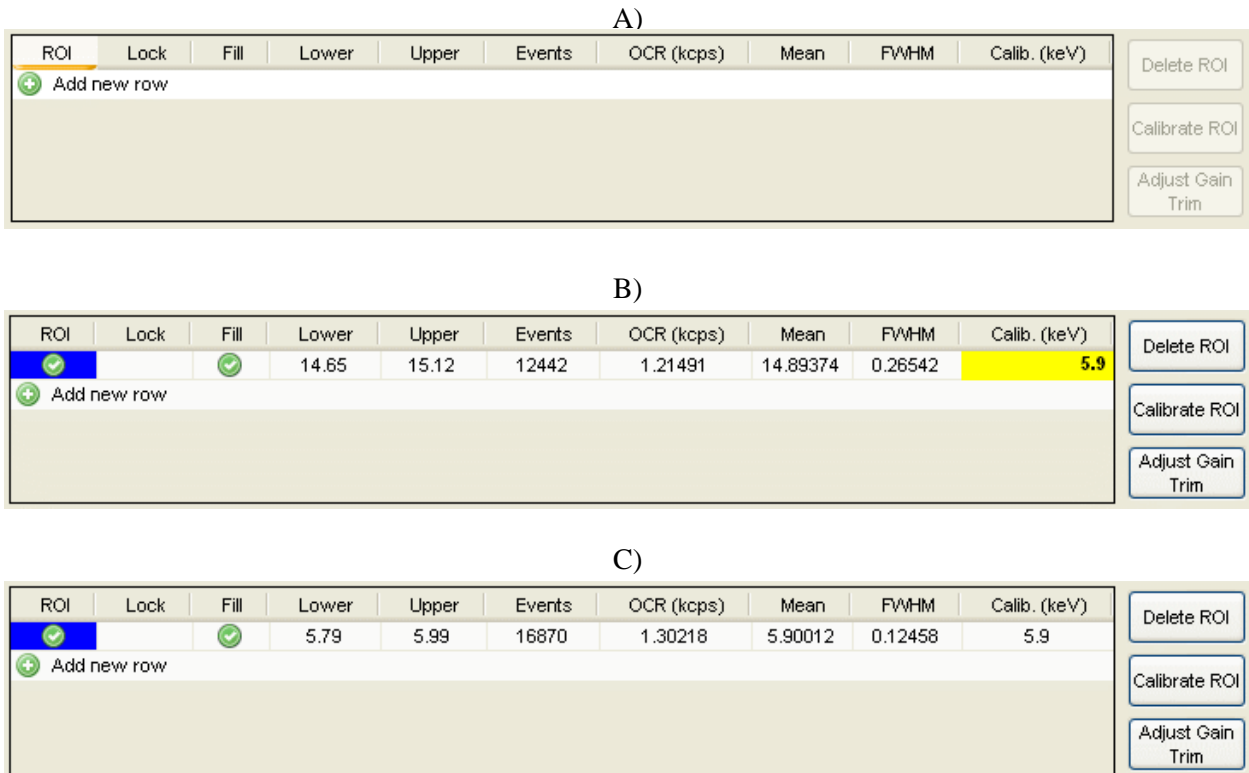 A)
ROI Lock Fill Lower Upper Events OCR (kcps) Mean FWHM Calib. (keV)
Add new row
Delete ROI
Calibrate ROI
Adjust Gain
Trim
B)
ROI Lock Fill Lower Upper Events OCR (kcps) Mean FWHM Calib. (keV)
14.65 15.12 12442 1.21491 14.89374 0.26542 5.9
Add new row
Delete ROI
Calibrate ROI
Adjust Gain
Trim
C)
ROI Lock Fill Lower Upper Events OCR (kcps) Mean FWHM Calib. (keV)
5.79 5.99 16870 1.30218 5.90012 0.12458 5.9
Add new row
Delete ROI
Calibrate ROI
Adjust Gain
Trim